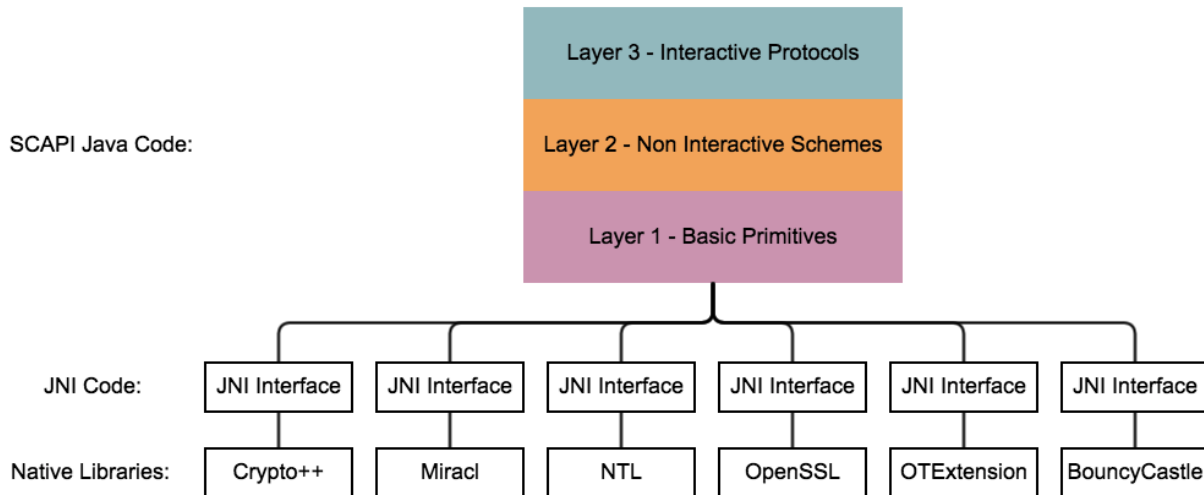 Layer 3 - Interactive Protocols
SCAPI Java Code:
Layer 2 - Non Interactive Schemes
Layer 1 - Basic Primitives
JNI Code:
JNI Interface
JNI Interface
JNI Interface
JNI Interface
JNI Interface
JNI Interface
Native Libraries:
Crypto++
Miracl
NTL
OpenSSL
OTExtension
BouncyCastle